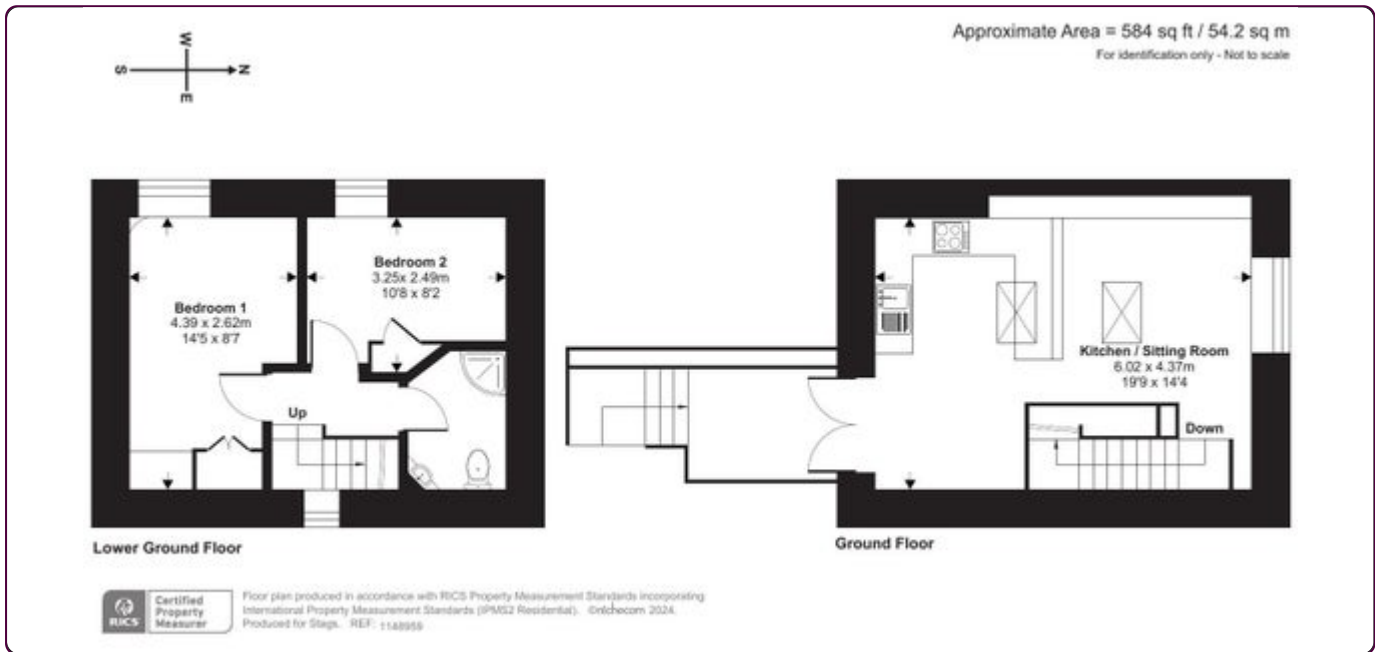 Approximate Area = 584 sq ft / 54.2 sq m
For identification only - Not to scale
W
S
N
E
Bedroom 1
4.39 x 2.62m
14'5 x 8'7
Bedroom 2
3.25x 2.49m
10'8 x 8'2
Up
Lower Ground Floor
Kitchen / Sitting Room
6.02 x 4.37m
19'9 x 14'4
Down
Ground Floor
RICS
Certified
Property
Measurer
Floor plan produced in accordance with RICS Property Measurement Standards incorporating
International Property Measurement Standards (IPMS2 Residential). ©nichecom 2024.
Produced for Stags. REF: 1148959